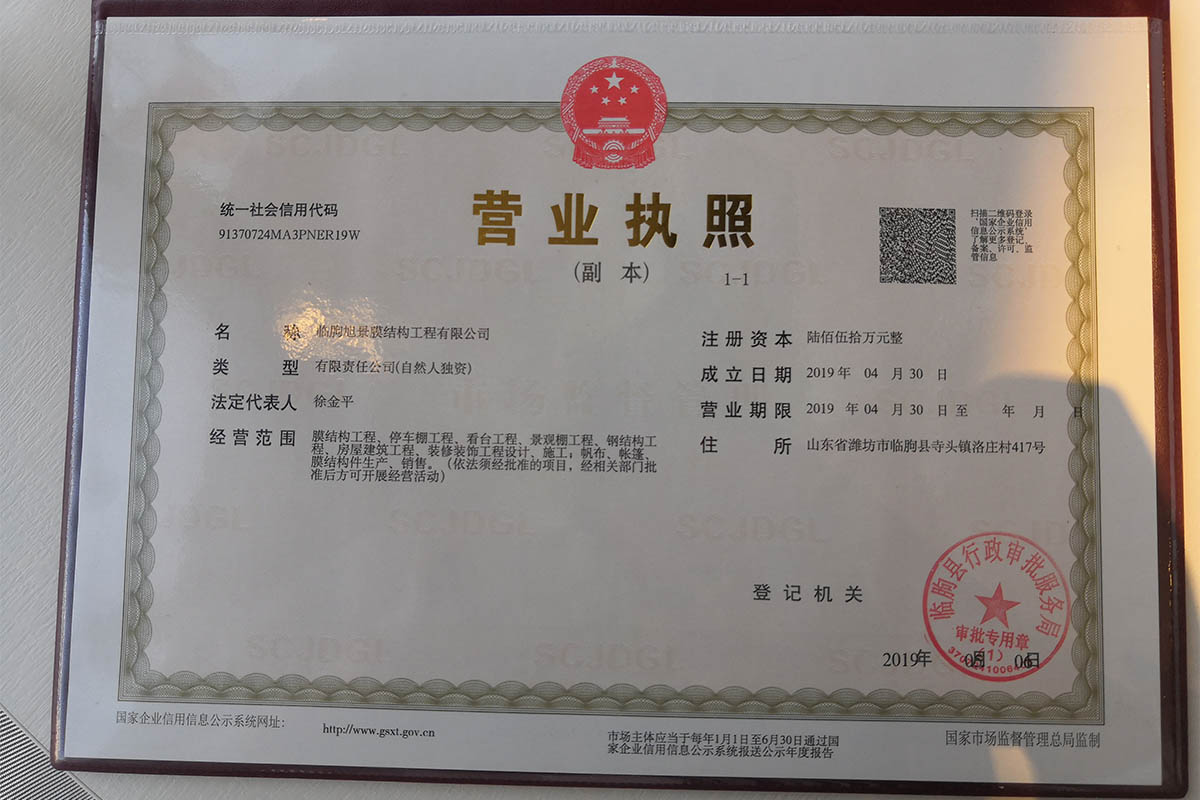 统一社会信用代码
91370724MA3PNER19W
营业执照
(副 本)
1-1
扫描二维码登录
“国家企业信用
信息公示系统”
了解更多登记、
备案、许可、监
管信息
名 称 临朐旭景膜结构工程有限公司
类 型 有限责任公司(自然人独资)
法定代表人 徐金平
经营范围 膜结构工程、停车棚工程、看台工程、景观棚工程、钢结构工
程、房屋建筑工程、装修装饰工程设计、施工；帆布、帐篷、
膜结构件生产、销售。(依法须经批准的项目，经相关部门批
准后方可开展经营活动)
注册资本 陆佰伍拾万元整
成立日期 2019 年 04 月 30 日
营业期限 2019 年 04 月 30 日 至 年 月 日
住 所 山东省潍坊市临朐县寺头镇洛庄村417号
登记机关
临朐县行政审批服务局
审批专用章
(1)
2019年 05月 06日
国家企业信用信息公示系统网址：
http://www.gsxt.gov.cn
市场主体应当于每年1月1日至6月30日通过国
家企业信用信息公示系统报送公示年度报告
国家市场监督管理总局监制
SCJDGL